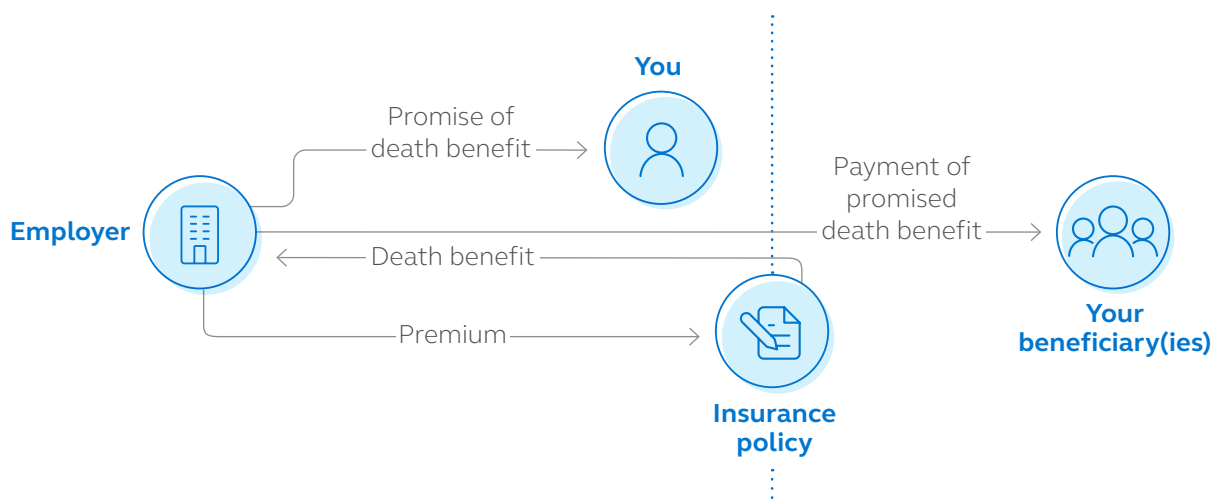 You
Promise of
death benefit
Payment of
promised
death benefit
Employer
Death benefit
Premium
Your
beneficiary(ies)
Insurance
policy